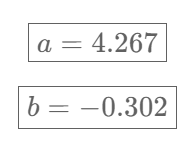 a = 4.267
b = −0.302